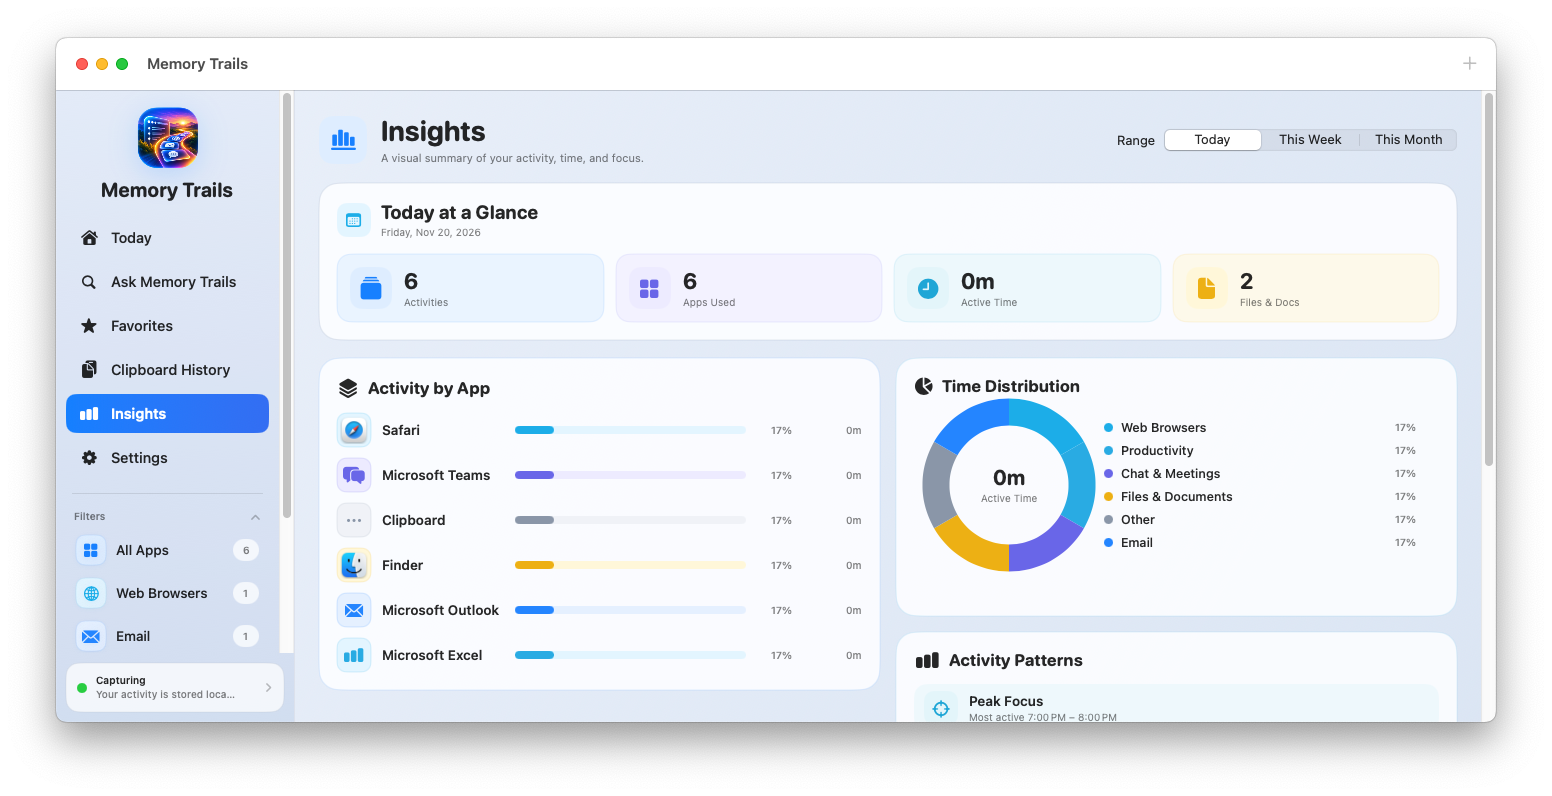 Memory Trails
Memory Trails
Today
Ask Memory Trails
Favorites
Clipboard History
Insights
Settings
Filters
All Apps 6
Web Browsers 1
Email 1
Capturing
Your activity is stored loca...
Insights
A visual summary of your activity, time, and focus.
Range Today This Week This Month
Today at a Glance
Friday, Nov 20, 2026
6
Activities
6
Apps Used
0m
Active Time
2
Files & Docs
Activity by App
Safari 17% 0m
Microsoft Teams 17% 0m
Clipboard 17% 0m
Finder 17% 0m
Microsoft Outlook 17% 0m
Microsoft Excel 17% 0m
Time Distribution
0m
Active Time
Web Browsers 17%
Productivity 17%
Chat & Meetings 17%
Files & Documents 17%
Other 17%
Email 17%
Activity Patterns
Peak Focus
Most active 7:00 PM – 8:00 PM